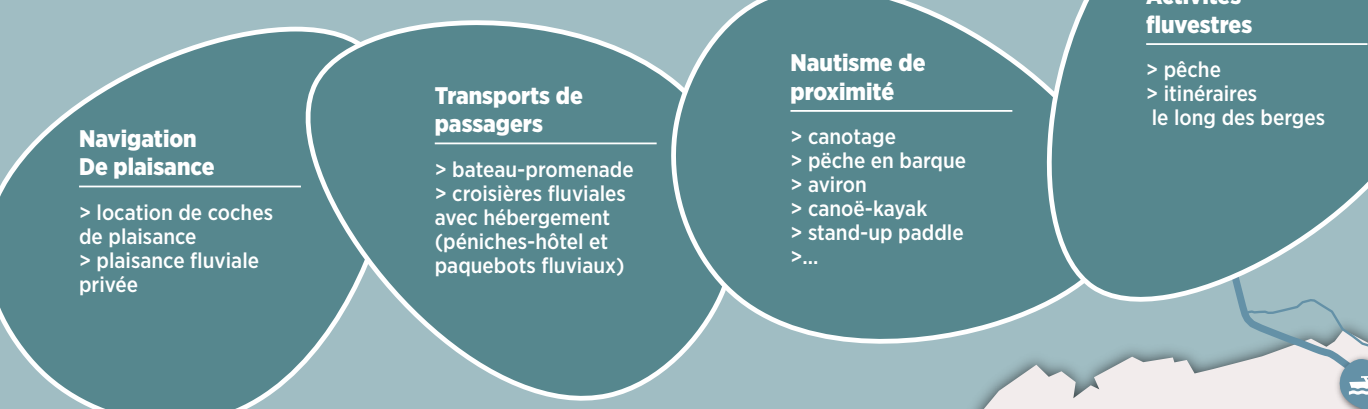 Navigation
De plaisance
> location de coches
de plaisance
> plaisance fluviale
privée
Transports de
passagers
> bateau-promenade
> croisières fluviales
avec hébergement
(péniches-hôtel et
paquebots fluviaux)
Nautisme de
proximité
> canotage
> pëche en barque
> aviron
> canoë-kayak
> stand-up paddle
>...
Activités
fluvestres
> pêche
> itinéraires
le long des berges